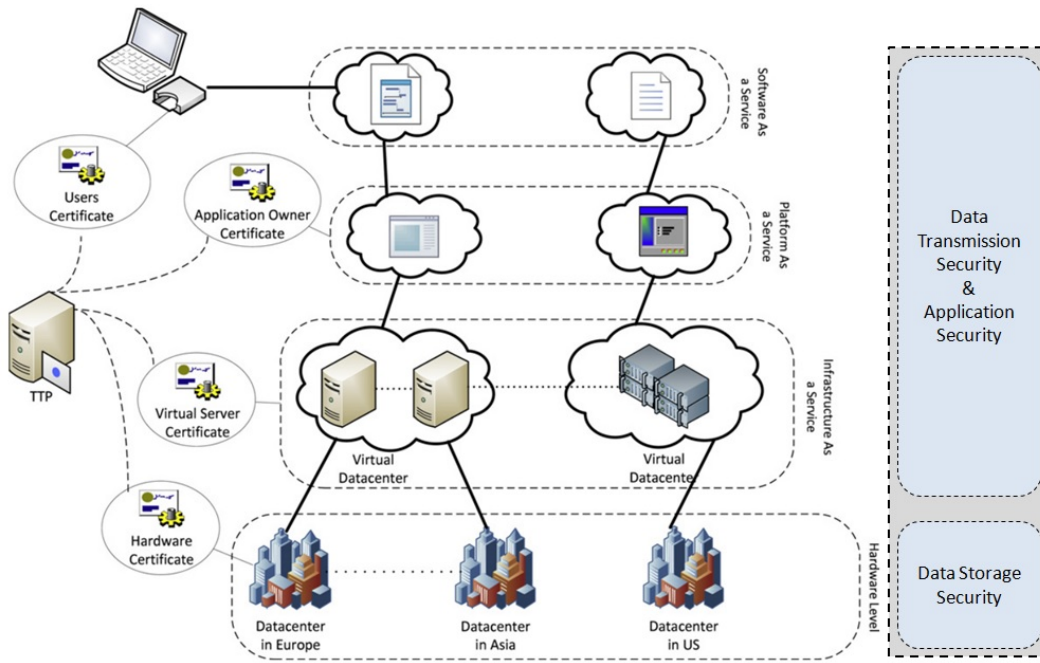 Software As
a Service
Users
Certificate
Application Owner
Certificate
Platform As
a Service
Data
Transmission
Security
&
Application
Security
TTP
Virtual Server
Certificate
Infrastructure As
a Service
Virtual
Datacenter
Virtual
Datacenter
Hardware
Certificate
Hardware Level
Data Storage
Security
Datacenter
in Europe
Datacenter
in Asia
Datacenter
in US